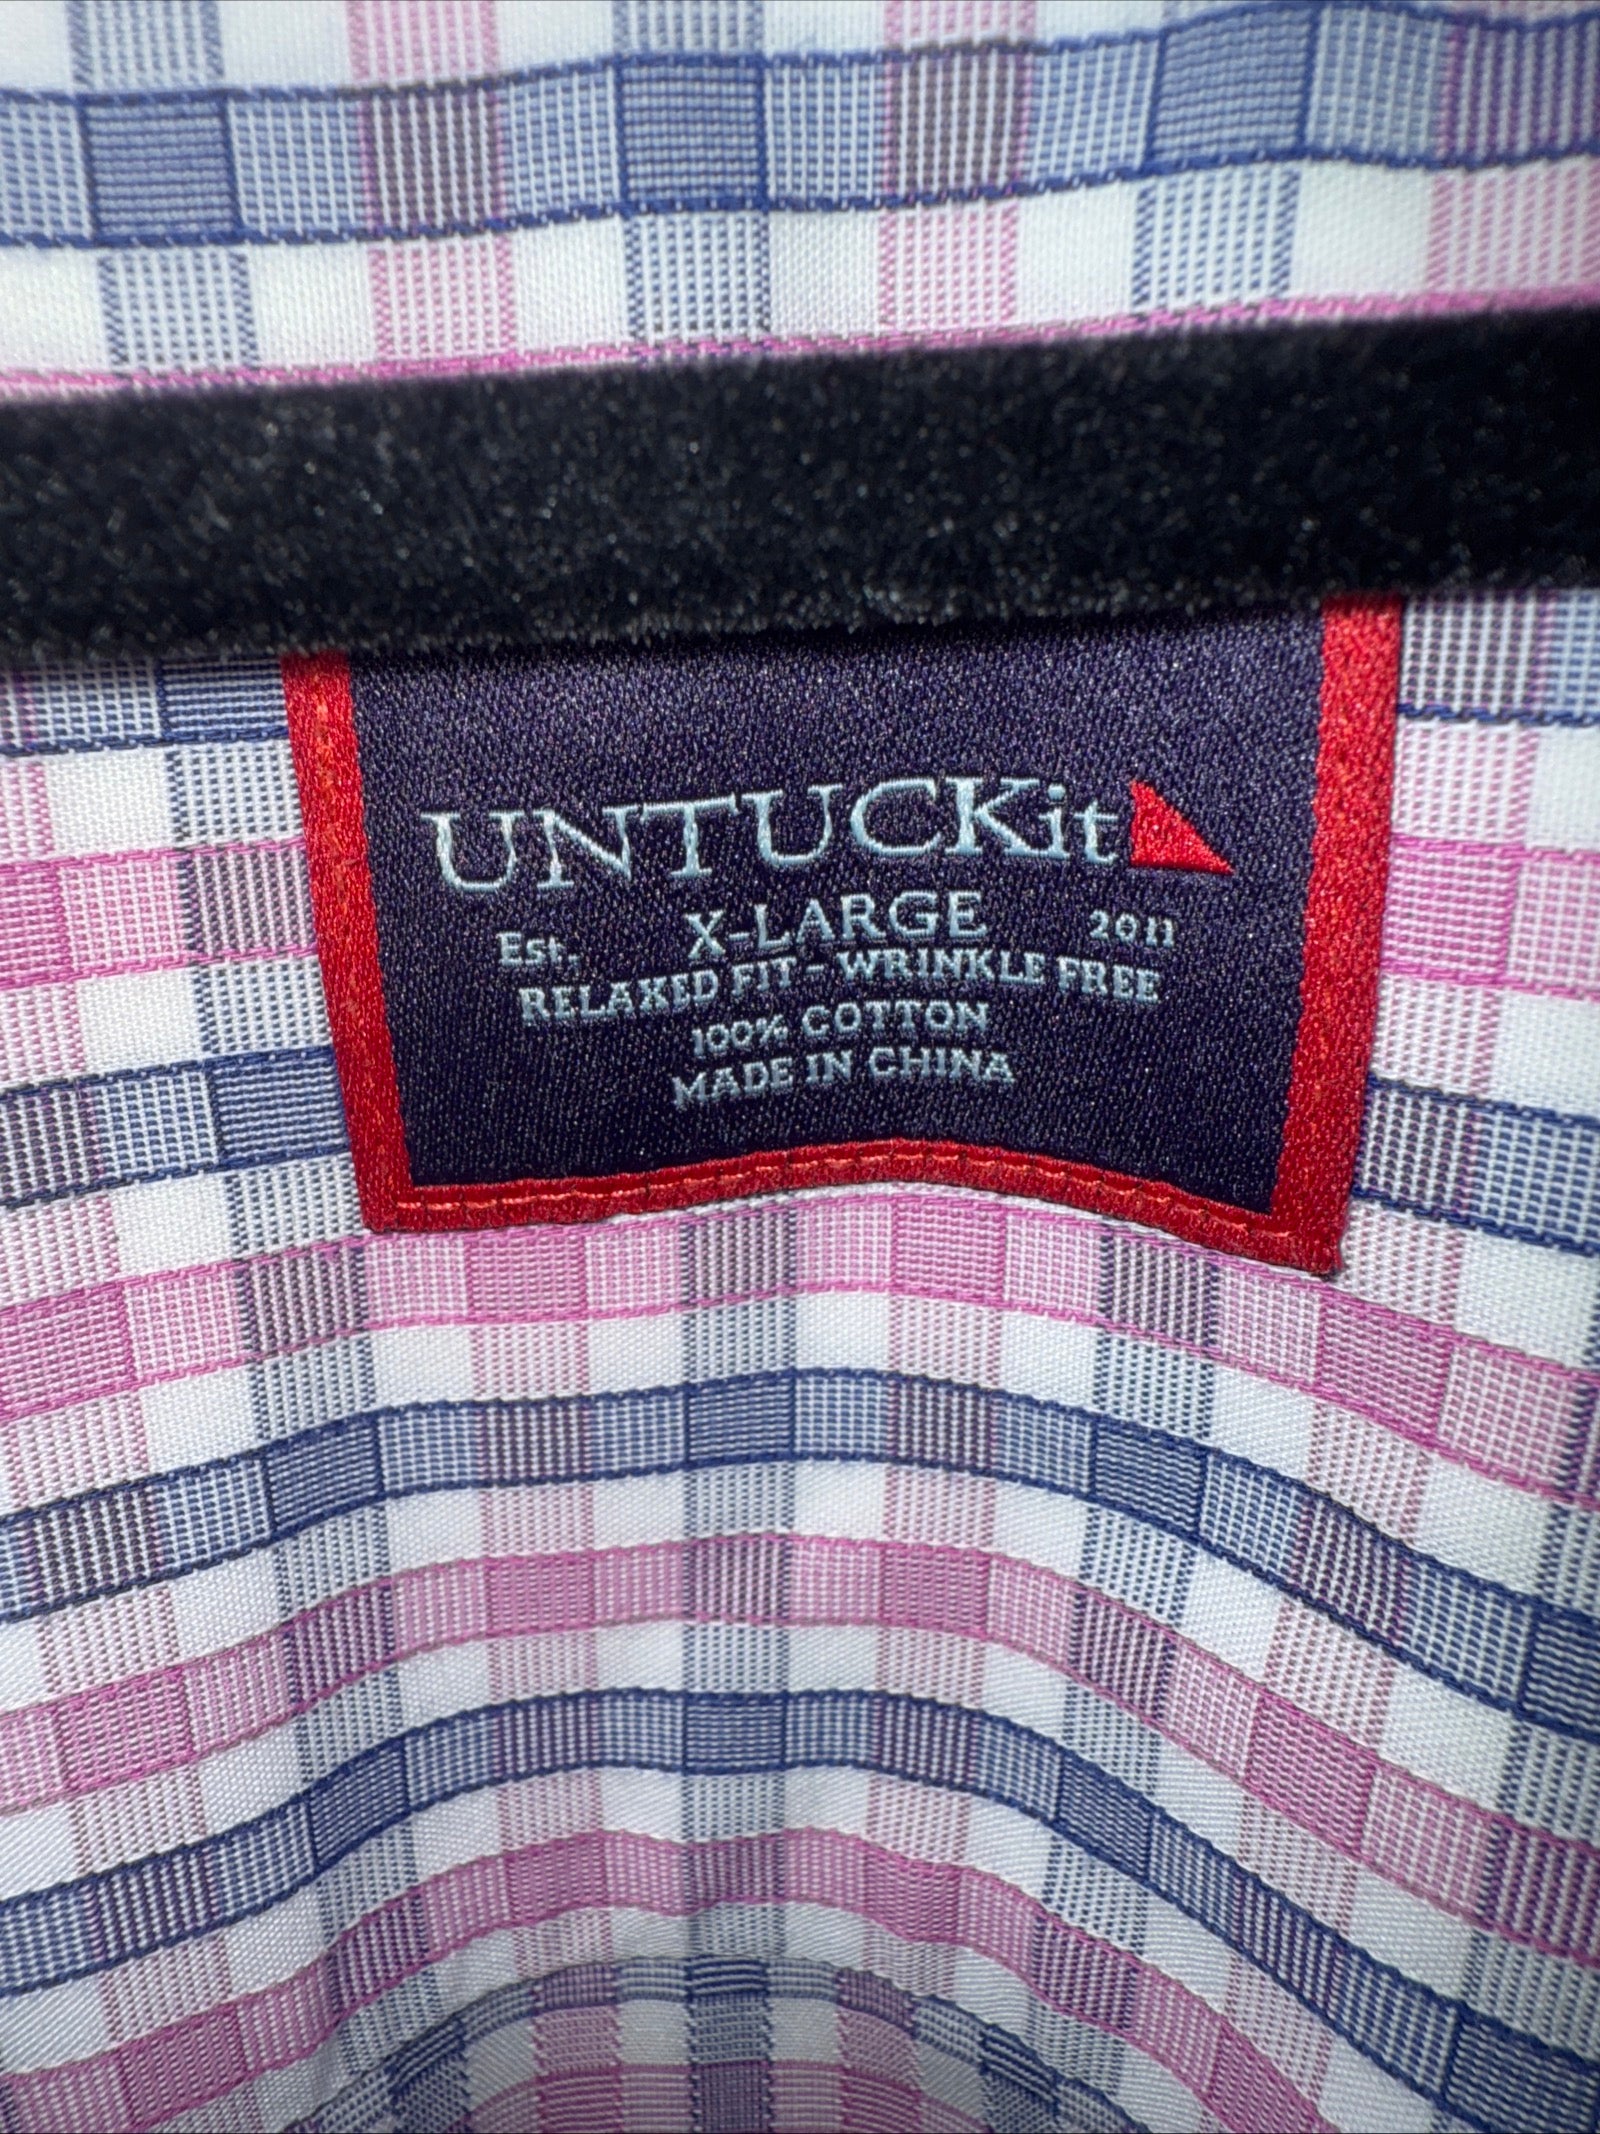 UNTUCKit
Est. X-LARGE 2011
RELAXED FIT - WRINKLE FREE
100% COTTON
MADE IN CHINA